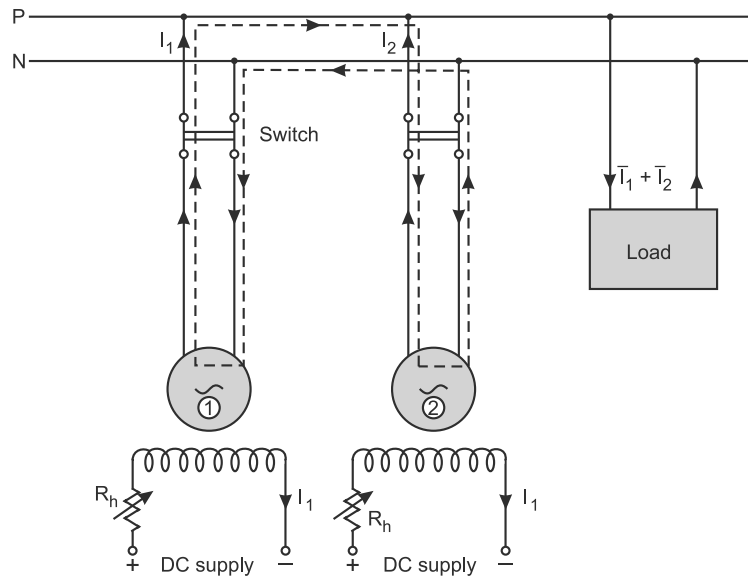 P
I₁
I₂
N
Switch
Ī₁ + Ī₂
Load
1
2
Rₕ
I₁
Rₕ
I₁
+ DC supply −
+ DC supply −